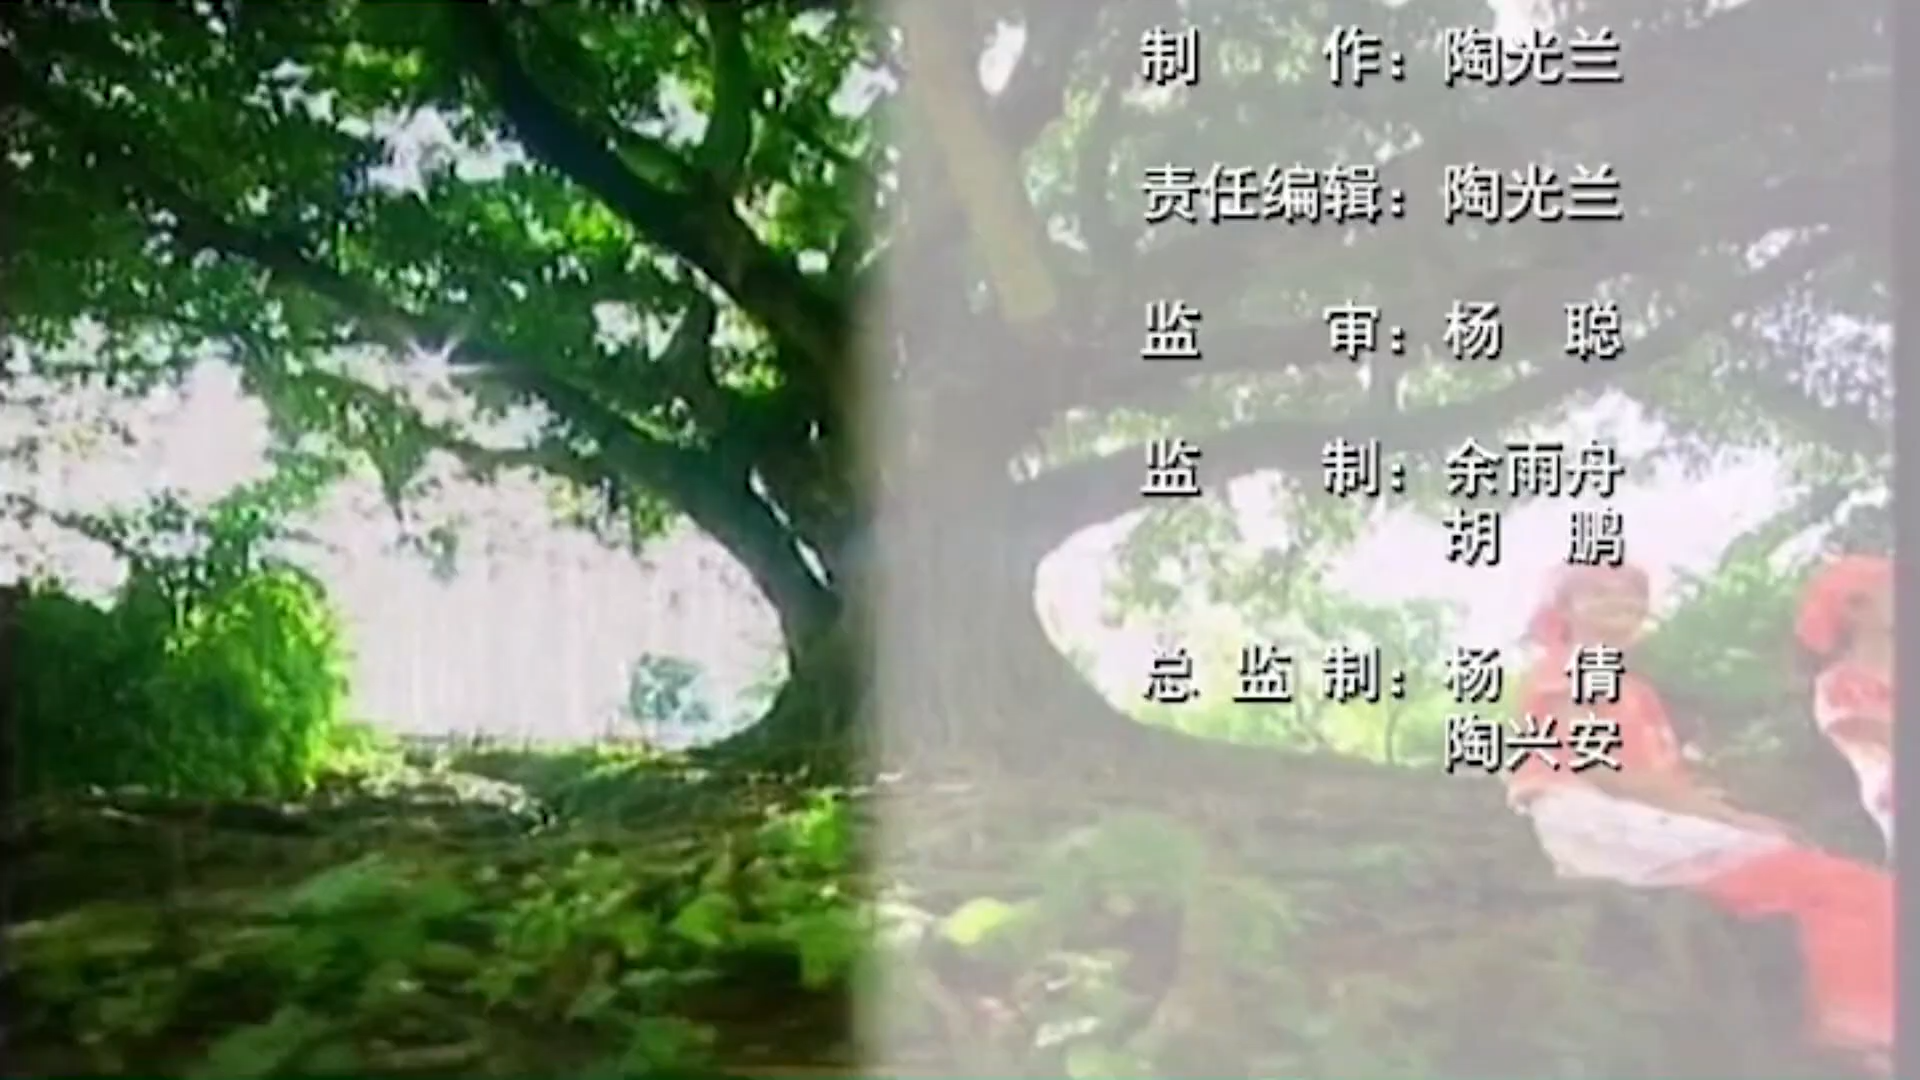 制 作：陶光兰
责任编辑：陶光兰
监 审：杨 聪
监 制：余雨舟
胡 鹏
总 监 制：杨 倩
陶兴安